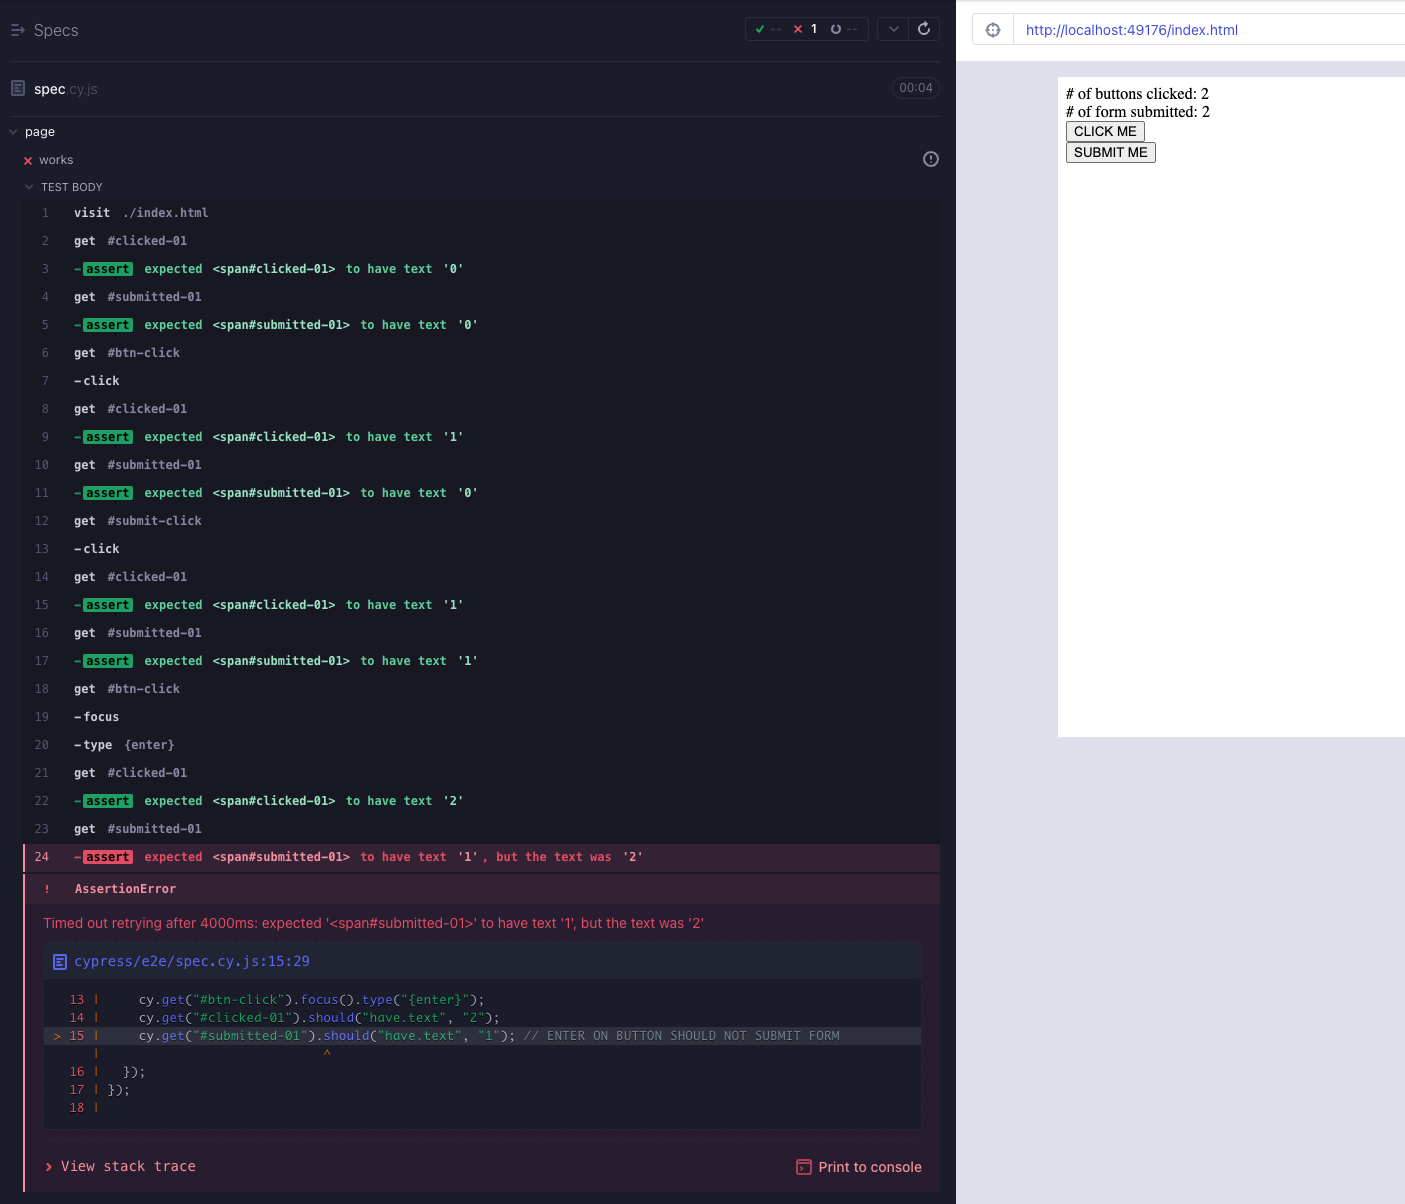 Specs
-- 1 --
spec.cy.js 00:04
page
works
TEST BODY
1 visit ./index.html
2 get #clicked-01
3 -assert expected <span#clicked-01> to have text '0'
4 get #submitted-01
5 -assert expected <span#submitted-01> to have text '0'
6 get #btn-click
7 -click
8 get #clicked-01
9 -assert expected <span#clicked-01> to have text '1'
10 get #submitted-01
11 -assert expected <span#submitted-01> to have text '0'
12 get #submit-click
13 -click
14 get #clicked-01
15 -assert expected <span#clicked-01> to have text '1'
16 get #submitted-01
17 -assert expected <span#submitted-01> to have text '1'
18 get #btn-click
19 -focus
20 -type {enter}
21 get #clicked-01
22 -assert expected <span#clicked-01> to have text '2'
23 get #submitted-01
24 -assert expected <span#submitted-01> to have text '1', but the text was '2'
! AssertionError
Timed out retrying after 4000ms: expected '<span#submitted-01>' to have text '1', but the text was '2'
cypress/e2e/spec.cy.js:15:29
13 | cy.get("#btn-click").focus().type("{enter}");
14 | cy.get("#clicked-01").should("have.text", "2");
> 15 | cy.get("#submitted-01").should("have.text", "1"); // ENTER ON BUTTON SHOULD NOT SUBMIT FORM
| ^
16 | });
17 | });
18 |
View stack trace
Print to console
http://localhost:49176/index.html
# of buttons clicked: 2
# of form submitted: 2
CLICK ME
SUBMIT ME